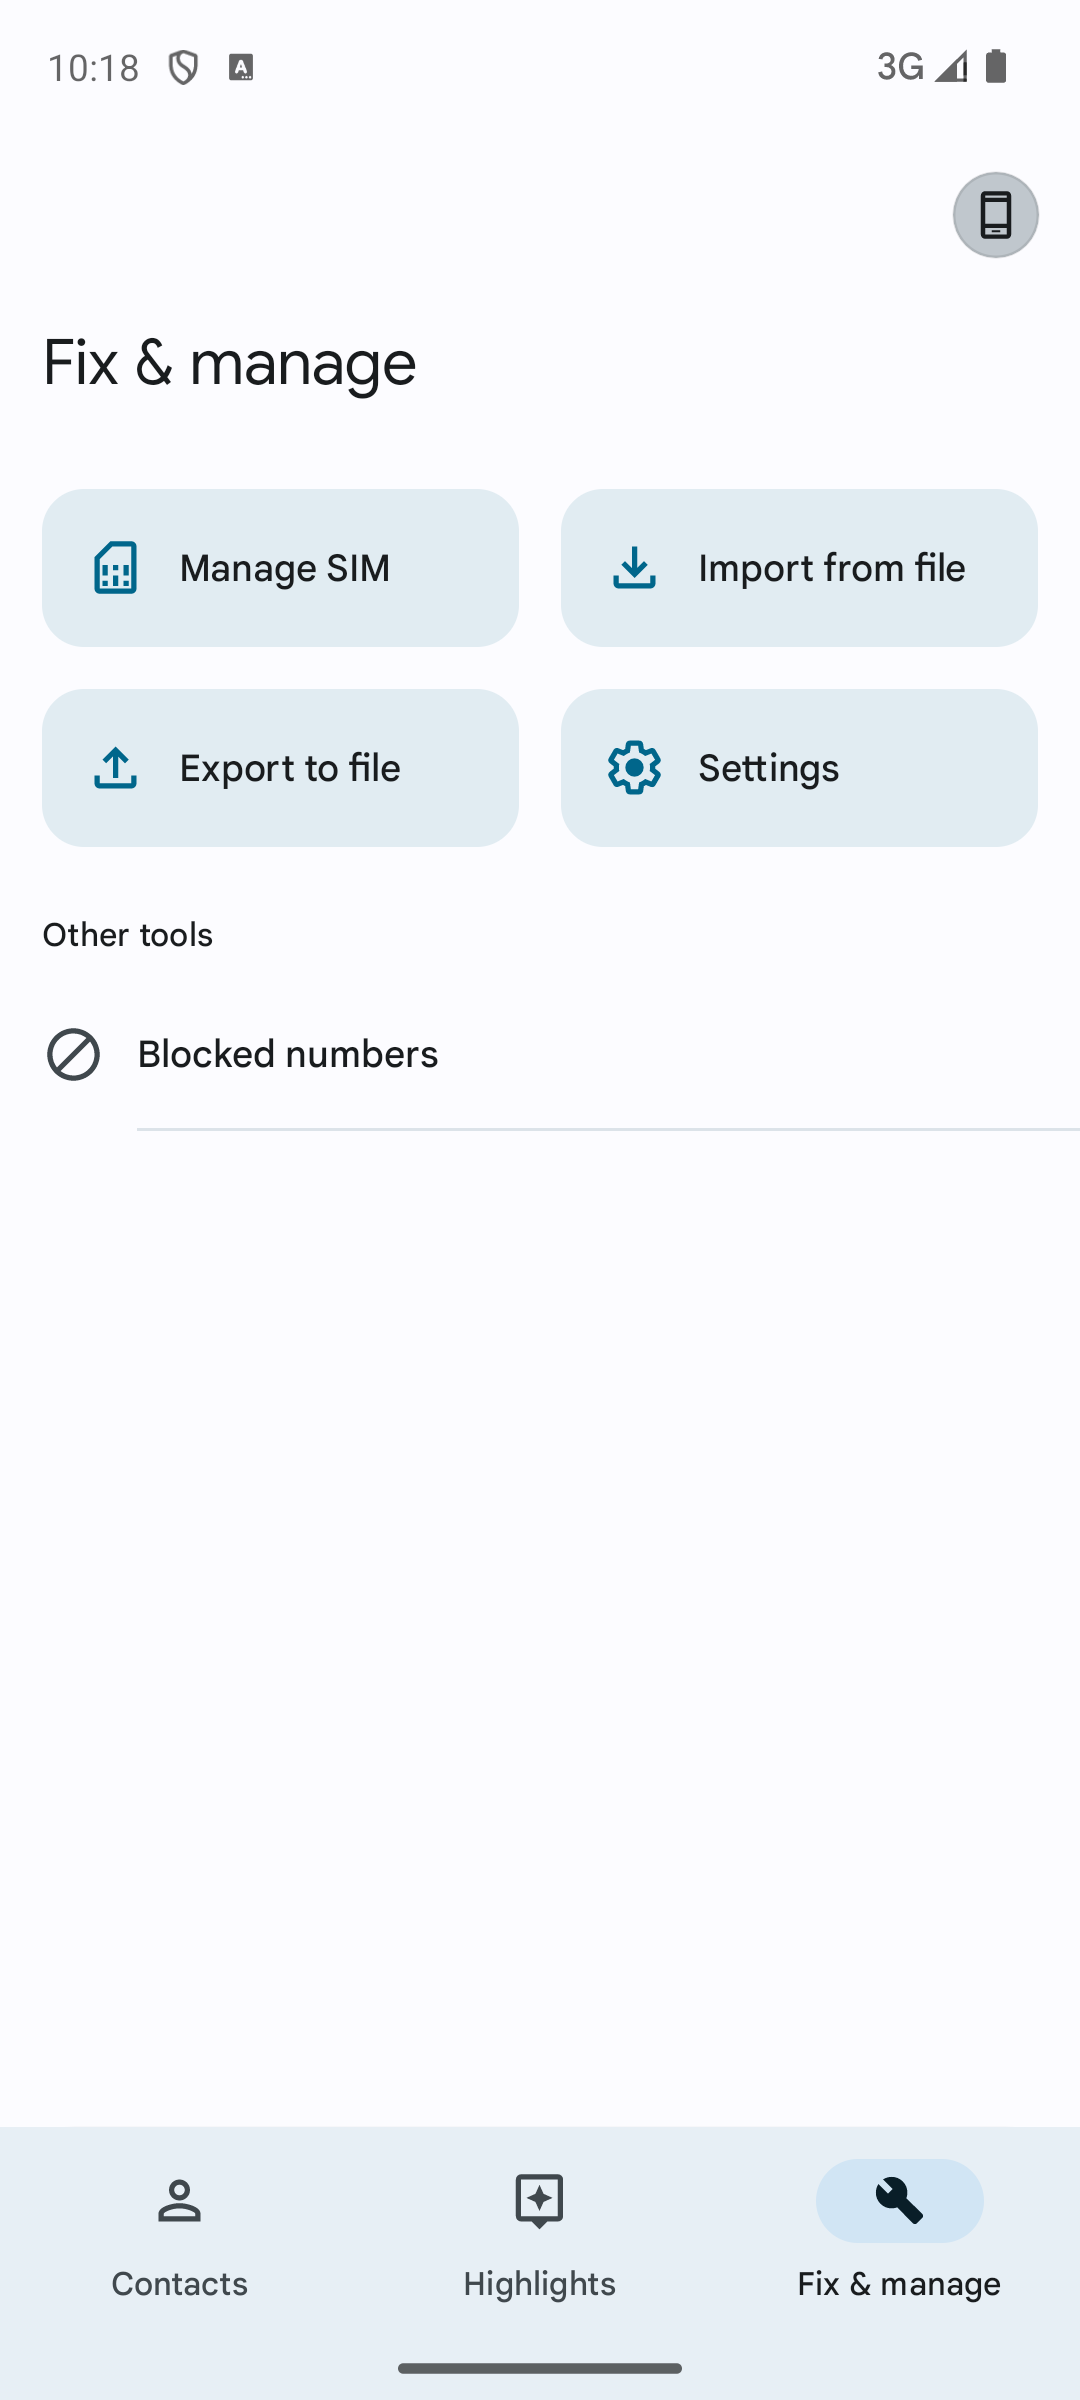 10:18
3G
Fix & manage
Manage SIM
Import from file
Export to file
Settings
Other tools
Blocked numbers
Contacts
Highlights
Fix & manage